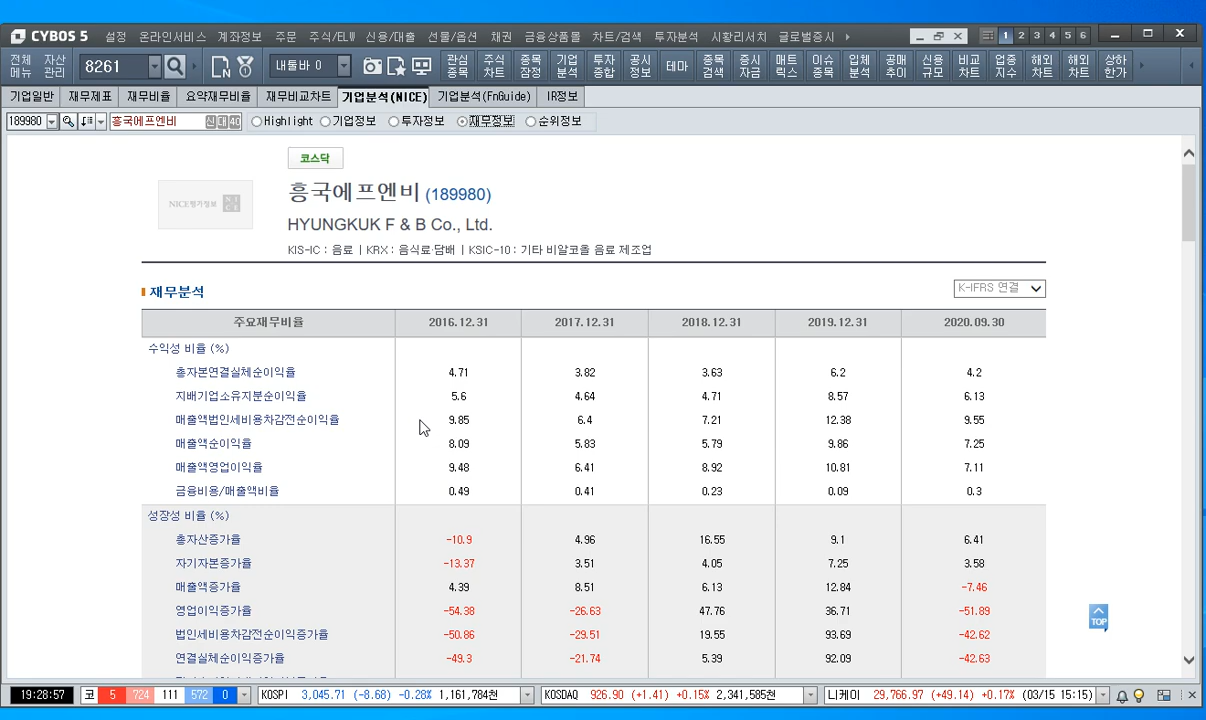 CYBOS 5 설정 온라인서비스 계좌정보 주문 주식/ELW 신용/대출 선물/옵션 채권 금융상품몰 차트/검색 투자분석 시황리서치 글로벌증시 1 2 3 4 5 6
전체 메뉴 자산 관리 8261 내툴바 0 관심 종목 주식 차트 종목 잠정 기업 분석 투자 종합 공시 정보 테마 종목 검색 증시 자금 매트 릭스 이슈 종목 입체 분석 공매 추이 신용 규모 비교 차트 업종 지수 해외 차트 해외 차트 상하 한가
기업일반 재무제표 재무비율 요약재무비율 재무비교차트 기업분석(NICE) 기업분석(FnGuide) IR정보
189980 흥국에프엔비 신 대 40 Highlight 기업정보 투자정보 재무정보 순위정보
코스닥
NICE평가정보 NICE
흥국에프엔비 (189980)
HYUNGKUK F & B Co., Ltd.
KIS-IC : 음료 | KRX : 음식료·담배 | KSIC-10 : 기타 비알코올 음료 제조업
재무분석 K-IFRS 연결
주요재무비율 2016.12.31 2017.12.31 2018.12.31 2019.12.31 2020.09.30
수익성 비율 (%)
총자본연결실체순이익율 4.71 3.82 3.63 6.2 4.2
지배기업소유지분순이익율 5.6 4.64 4.71 8.57 6.13
매출액법인세비용차감전순이익율 9.85 6.4 7.21 12.38 9.55
매출액순이익율 8.09 5.83 5.79 9.86 7.25
매출액영업이익율 9.48 6.41 8.92 10.81 7.11
금융비용/매출액비율 0.49 0.41 0.23 0.09 0.3
성장성 비율 (%)
총자산증가율 -10.9 4.96 16.55 9.1 6.41
자기자본증가율 -13.37 3.51 4.05 7.25 3.58
매출액증가율 4.39 8.51 6.13 12.84 -7.46
영업이익증가율 -54.38 -26.63 47.76 36.71 -51.89
법인세비용차감전순이익증가율 -50.86 -29.51 19.55 93.69 -42.62
연결실체순이익증가율 -49.3 -21.74 5.39 92.09 -42.63
TOP
19:28:57 코 5 724 111 572 0 KOSPI 3,045.71 (-8.68) -0.28% 1,161,784천 KOSDAQ 926.90 (+1.41) +0.15% 2,341,585천 니케이 29,766.97 (+49.14) +0.17% (03/15 15:15)